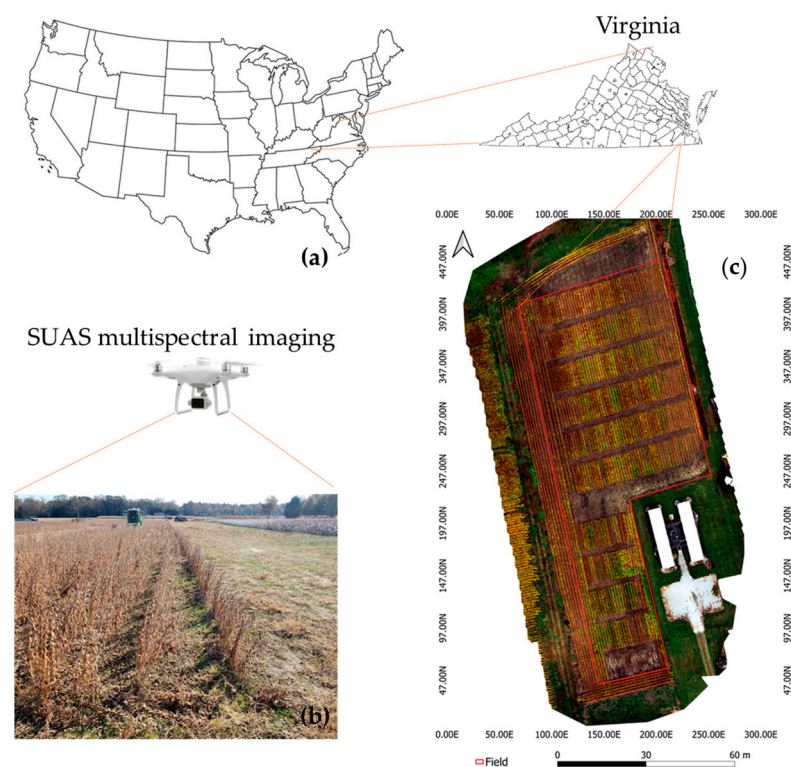 Virginia
(a)
0.00E 50.00E 100.00E 150.00E 200.00E 250.00E 300.00E
(c)
447.00N 447.00N
397.00N 397.00N
SUAS multispectral imaging
347.00N 347.00N
297.00N 297.00N
247.00N 247.00N
197.00N 197.00N
147.00N 147.00N
97.00N 97.00N
47.00N 47.00N
(b)
0.00E 50.00E 100.00E 150.00E 200.00E 250.00E 300.00E
Field
0 30 60 m